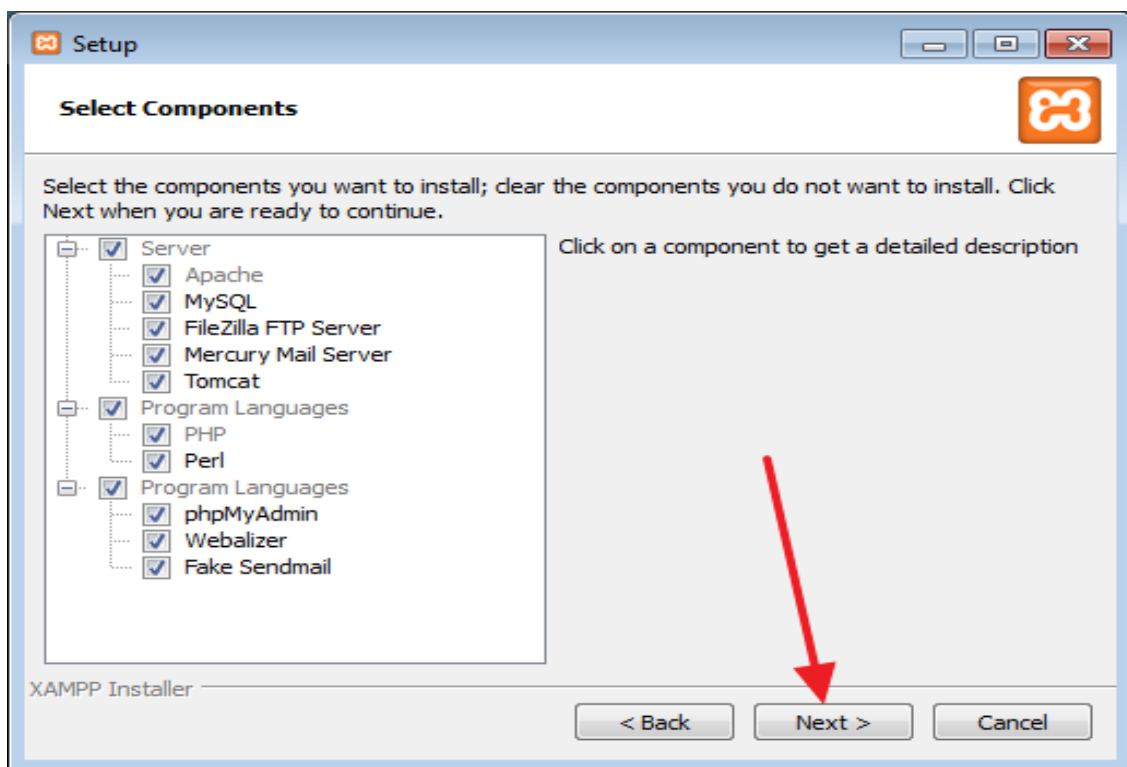 Setup
Select Components
Select the components you want to install; clear the components you do not want to install. Click
Next when you are ready to continue.
Server
Apache
MySQL
FileZilla FTP Server
Mercury Mail Server
Tomcat
Program Languages
PHP
Perl
Program Languages
phpMyAdmin
Webalizer
Fake Sendmail
Click on a component to get a detailed description
XAMPP Installer
< Back
Next >
Cancel